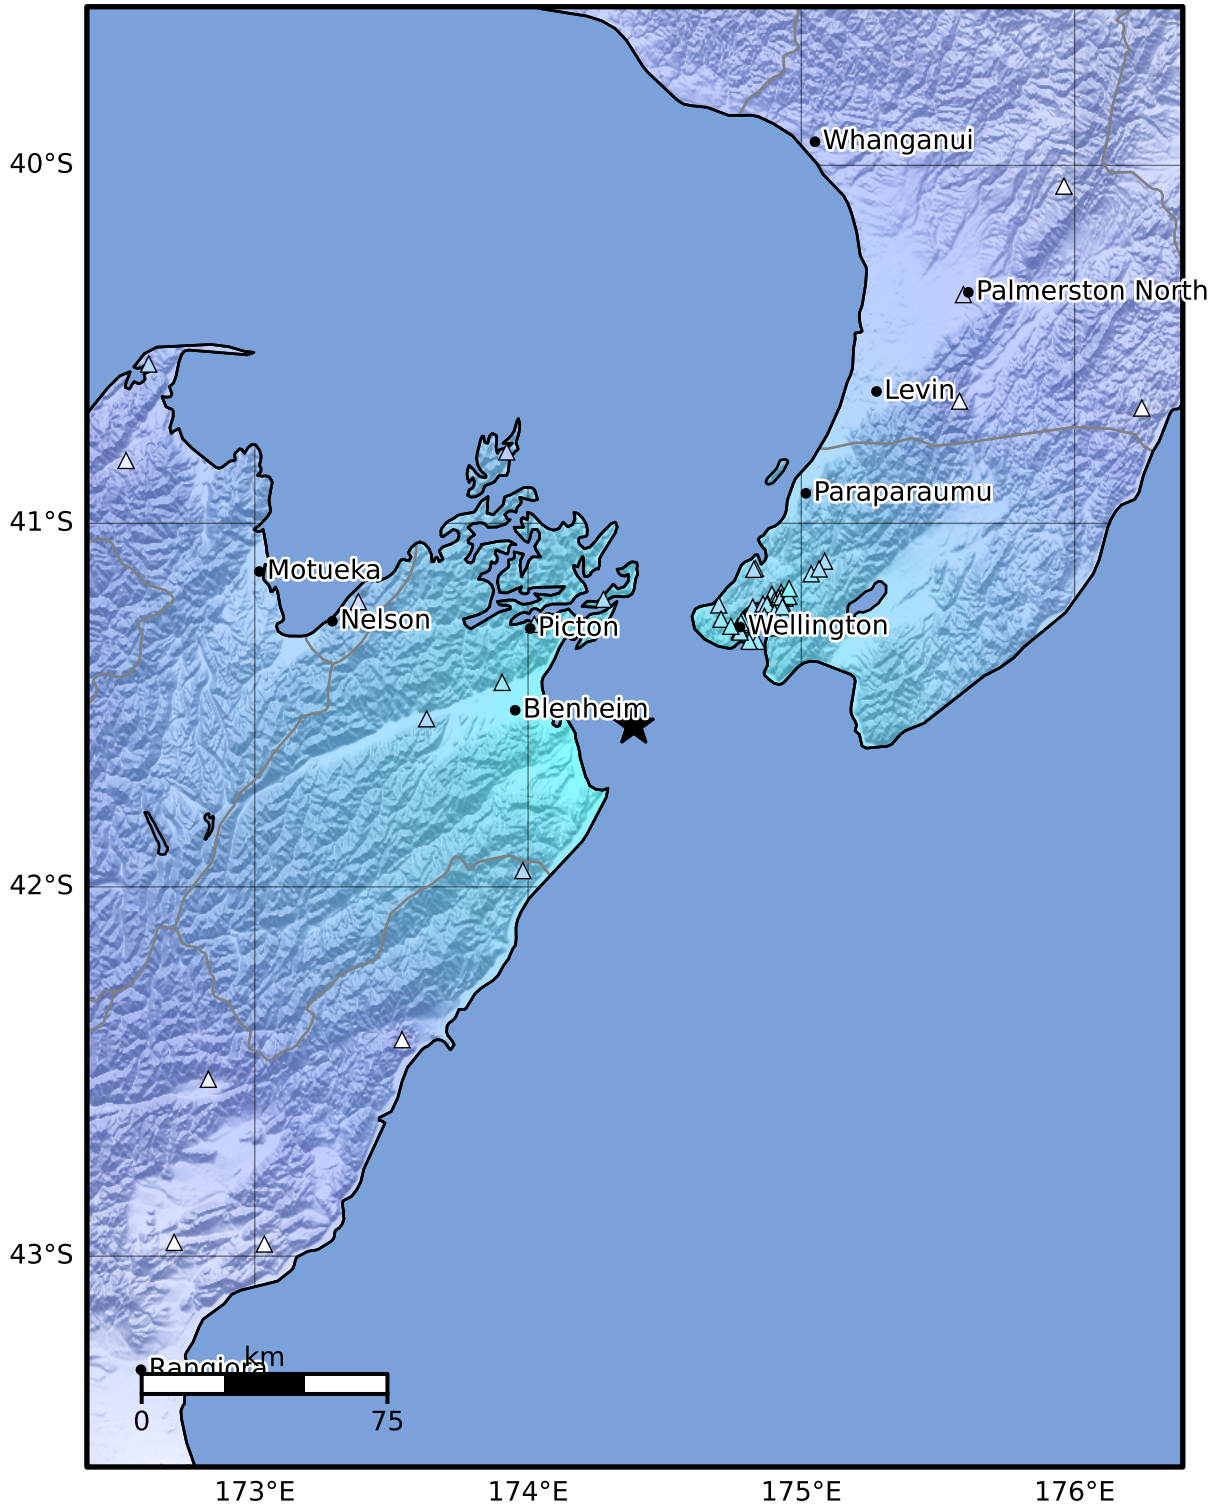 Whanganui
40°S
Palmerston North
Levin
Paraparaumu
41°S
Motueka
Nelson
Picton
Wellington
Blenheim
42°S
43°S
km
Rangiora
0
75
173°E
174°E
175°E
176°E